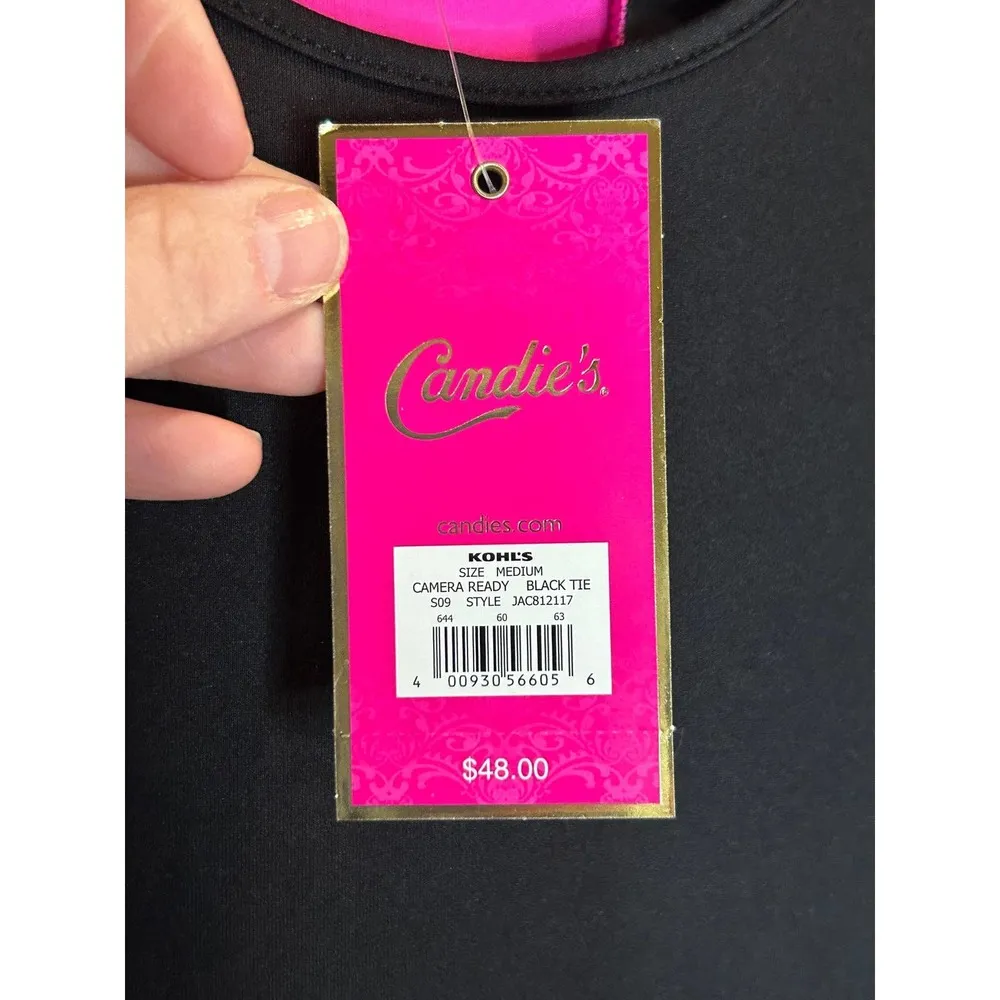 Candie's®
candies.com
KOHL'S
SIZE MEDIUM
CAMERA READY BLACK TIE
S09 STYLE JAC812117
644 60 63
4 00930 56605 6
$48.00